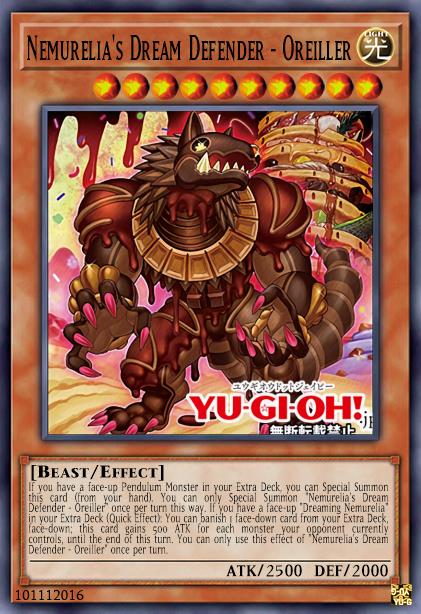 Nemurelia's Dream Defender - Oreiller
LIGHT
光
ユウギオウドットジェイピー
YU-GI-OH!
.jp
無断転載禁止
[Beast/Effect]
If you have a face-up Pendulum Monster in your Extra Deck, you can Special Summon
this card (from your hand). You can only Special Summon "Nemurelia's Dream
Defender - Oreiller" once per turn this way. If you have a face-up "Dreaming Nemurelia"
in your Extra Deck (Quick Effect): You can banish 1 face-down card from your Extra Deck,
face-down; this card gains 500 ATK for each monster your opponent currently
controls, until the end of this turn. You can only use this effect of "Nemurelia's Dream
Defender - Oreiller" once per turn.
ATK/2500 DEF/2000
101112016